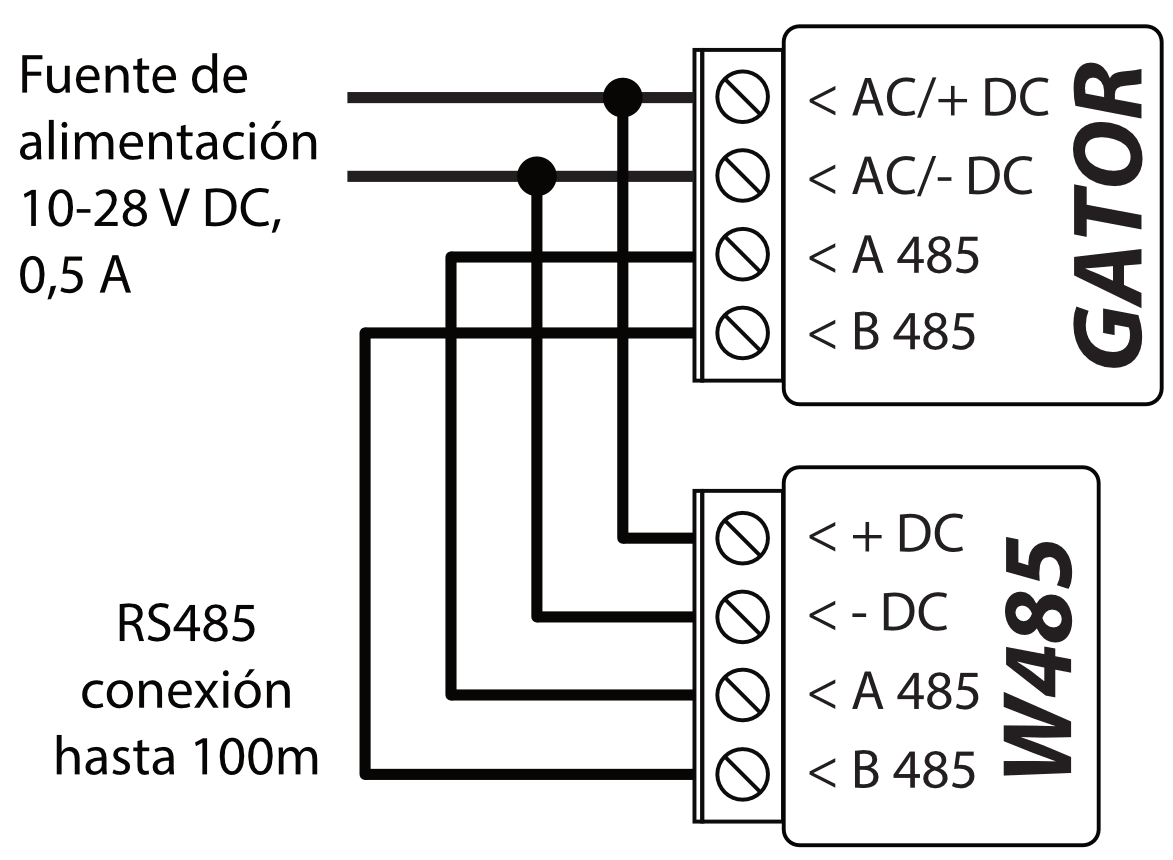 Fuente de
alimentación
10-28 V DC,
0,5 A
< AC/+ DC
< AC/- DC
< A 485
< B 485
GATOR
RS485
conexión
hasta 100m
< + DC
< - DC
< A 485
< B 485
W485